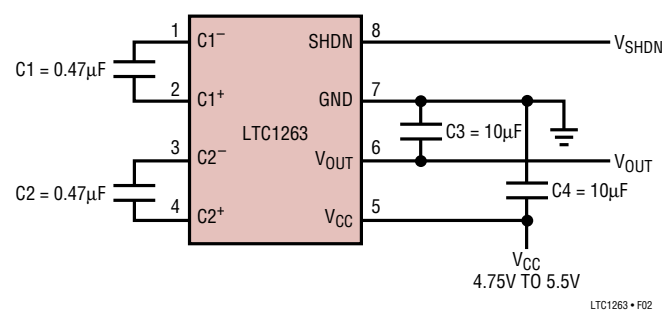 1 C1⁻ SHDN 8 VSHDN
C1 = 0.47µF
2 C1⁺ GND 7
LTC1263 C3 = 10µF
3 C2⁻ VOUT 6 VOUT
C2 = 0.47µF C4 = 10µF
4 C2⁺ VCC 5
VCC
4.75V TO 5.5V
LTC1263 • F02